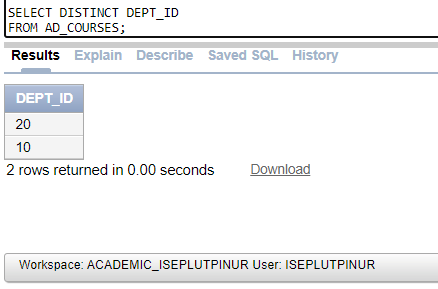 SELECT DISTINCT DEPT_ID
FROM AD_COURSES;
Results Explain Describe Saved SQL History
DEPT_ID
20
10
2 rows returned in 0.00 seconds Download
Workspace: ACADEMIC_ISEPLUTPINUR User: ISEPLUTPINUR